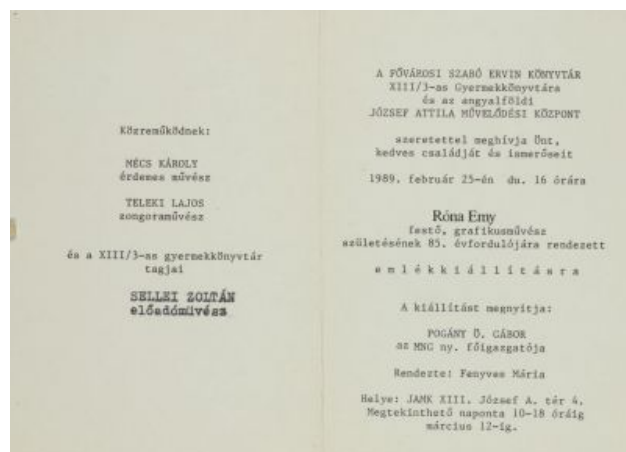 Közreműködnek:
MÉCS KÁROLY
érdemes művész
TELEKI LAJOS
zongoraművész
és a XIII/3-as gyermekkönyvtár
tagjai
SELLEI ZOLTÁN
előadóművész
A FŐVÁROSI SZABÓ ERVIN KÖNYVTÁR
XIII/3-as Gyermekkönyvtára
és az angyalföldi
JÓZSEF ATTILA MŰVELŐDÉSI KÖZPONT
szeretettel meghívja Önt,
kedves családját és ismerőseit
1989. február 25-én du. 16 órára
Róna Emy
festő, grafikusművész
születésének 85. évfordulójára rendezett
e m l é k k i á l l í t á s r a
A kiállítást megnyitja:
POGÁNY Ö. GÁBOR
az MNG ny. főigazgatója
Rendezte: Fenyves Mária
Helye: JAMK XIII. József A. tér 4.
Megtekinthető naponta 10-18 óráig
március 12-ig.